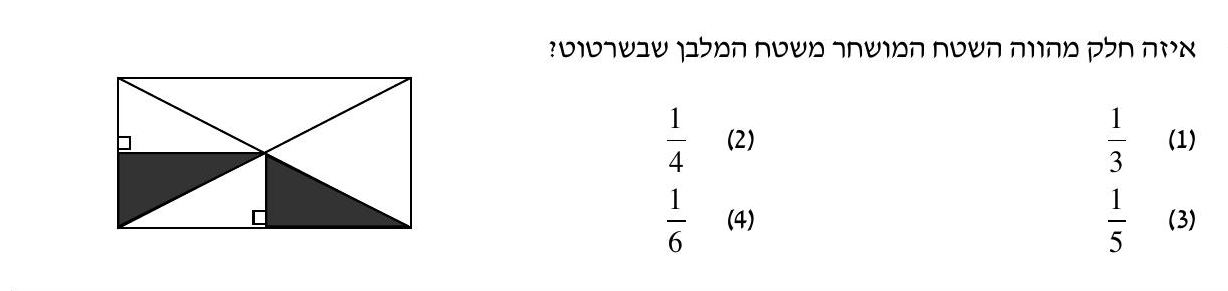 איזה חלק מהווה השטח המושחר משטח המלבן שבשרטוט?
(1) 1/3 (2) 1/4
(3) 1/5 (4) 1/6